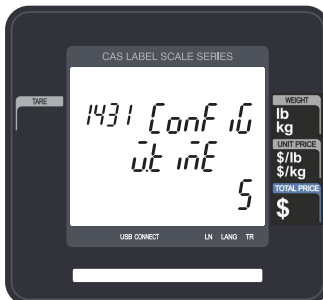 CAS LABEL SCALE SERIES
TARE
1431 ConF iG
ū.t in̄E
5
WEIGHT
lb
kg
UNIT PRICE
$/lb
$/kg
TOTAL PRICE
$
USB CONNECT LN LANG TR